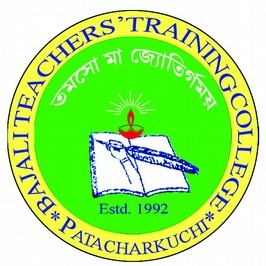 *BAJALI TEACHERS' TRAINING COLLEGE*
তমসো মা জ্যোতির্গময়
Estd. 1992
PATACHARKUCHI